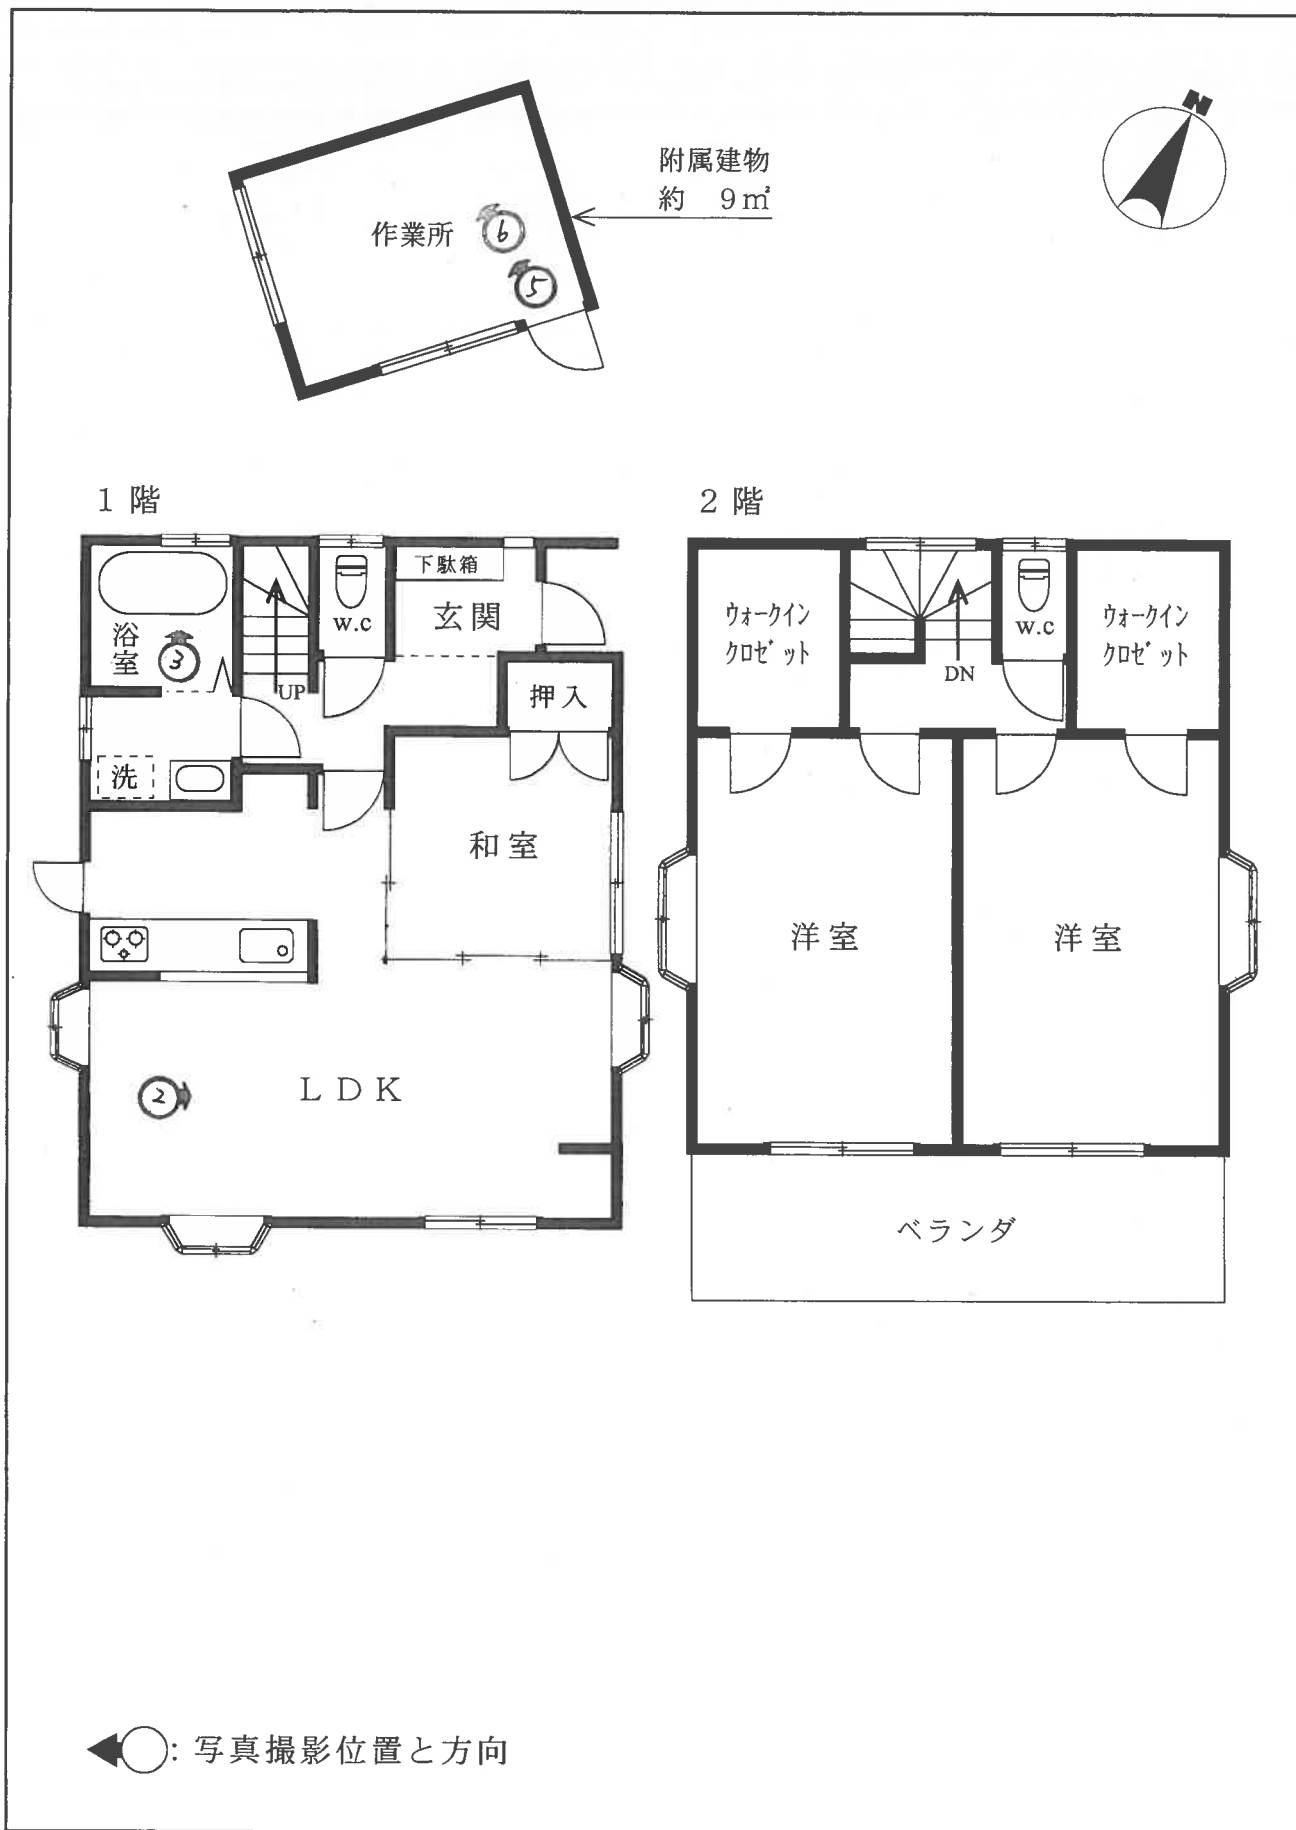 N
附属建物
約 9㎡
作業所
6
5
1階
2階
下駄箱
玄関
w.c
浴室
3
UP
押入
洗
和室
LDK
2
ウォークイン
クロゼット
DN
w.c
ウォークイン
クロゼット
洋室
洋室
ベランダ
:写真撮影位置と方向